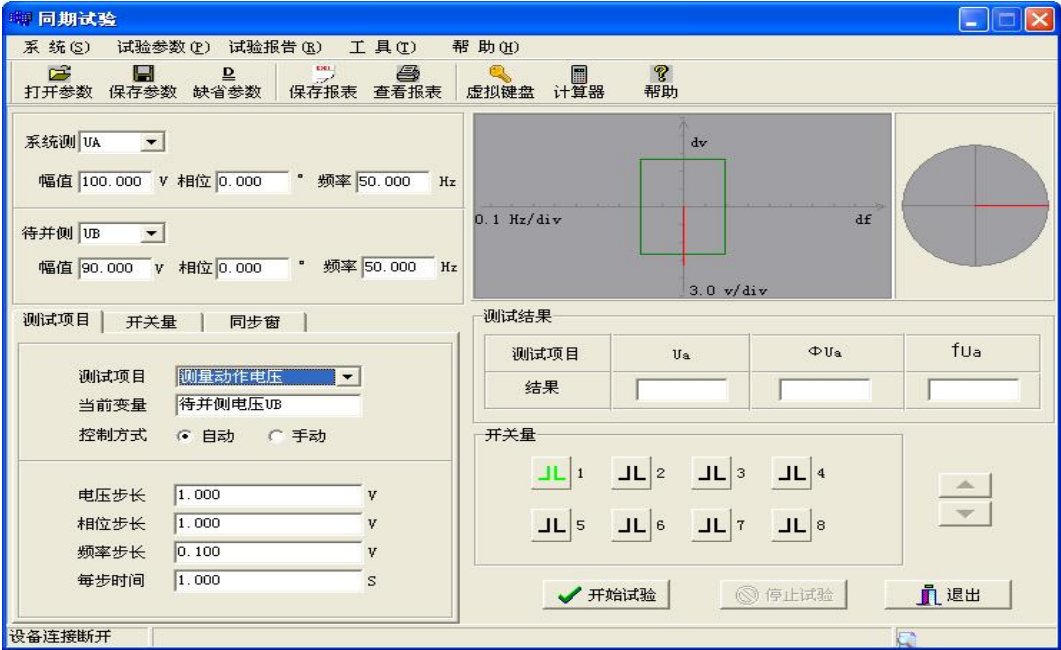 同期试验
系 统(S) 试验参数(P) 试验报告(R) 工 具(T) 帮 助(H)
打开参数 保存参数 缺省参数 保存报表 查看报表 虚拟键盘 计算器 帮助
系统测 UA
幅值 100.000 V 相位 0.000 ° 频率 50.000 Hz
待并侧 UB
幅值 90.000 V 相位 0.000 ° 频率 50.000 Hz
dv
0.1 Hz/div df
3.0 v/div
测试项目 开关量 同步窗
测试项目 测量动作电压
当前变量 待并侧电压UB
控制方式 自动 手动
电压步长 1.000 V
相位步长 1.000 V
频率步长 0.100 V
每步时间 1.000 S
测试结果
测试项目 Ua ΦUa fUa
结果
开关量
1 2 3 4
5 6 7 8
开始试验 停止试验 退出
设备连接断开